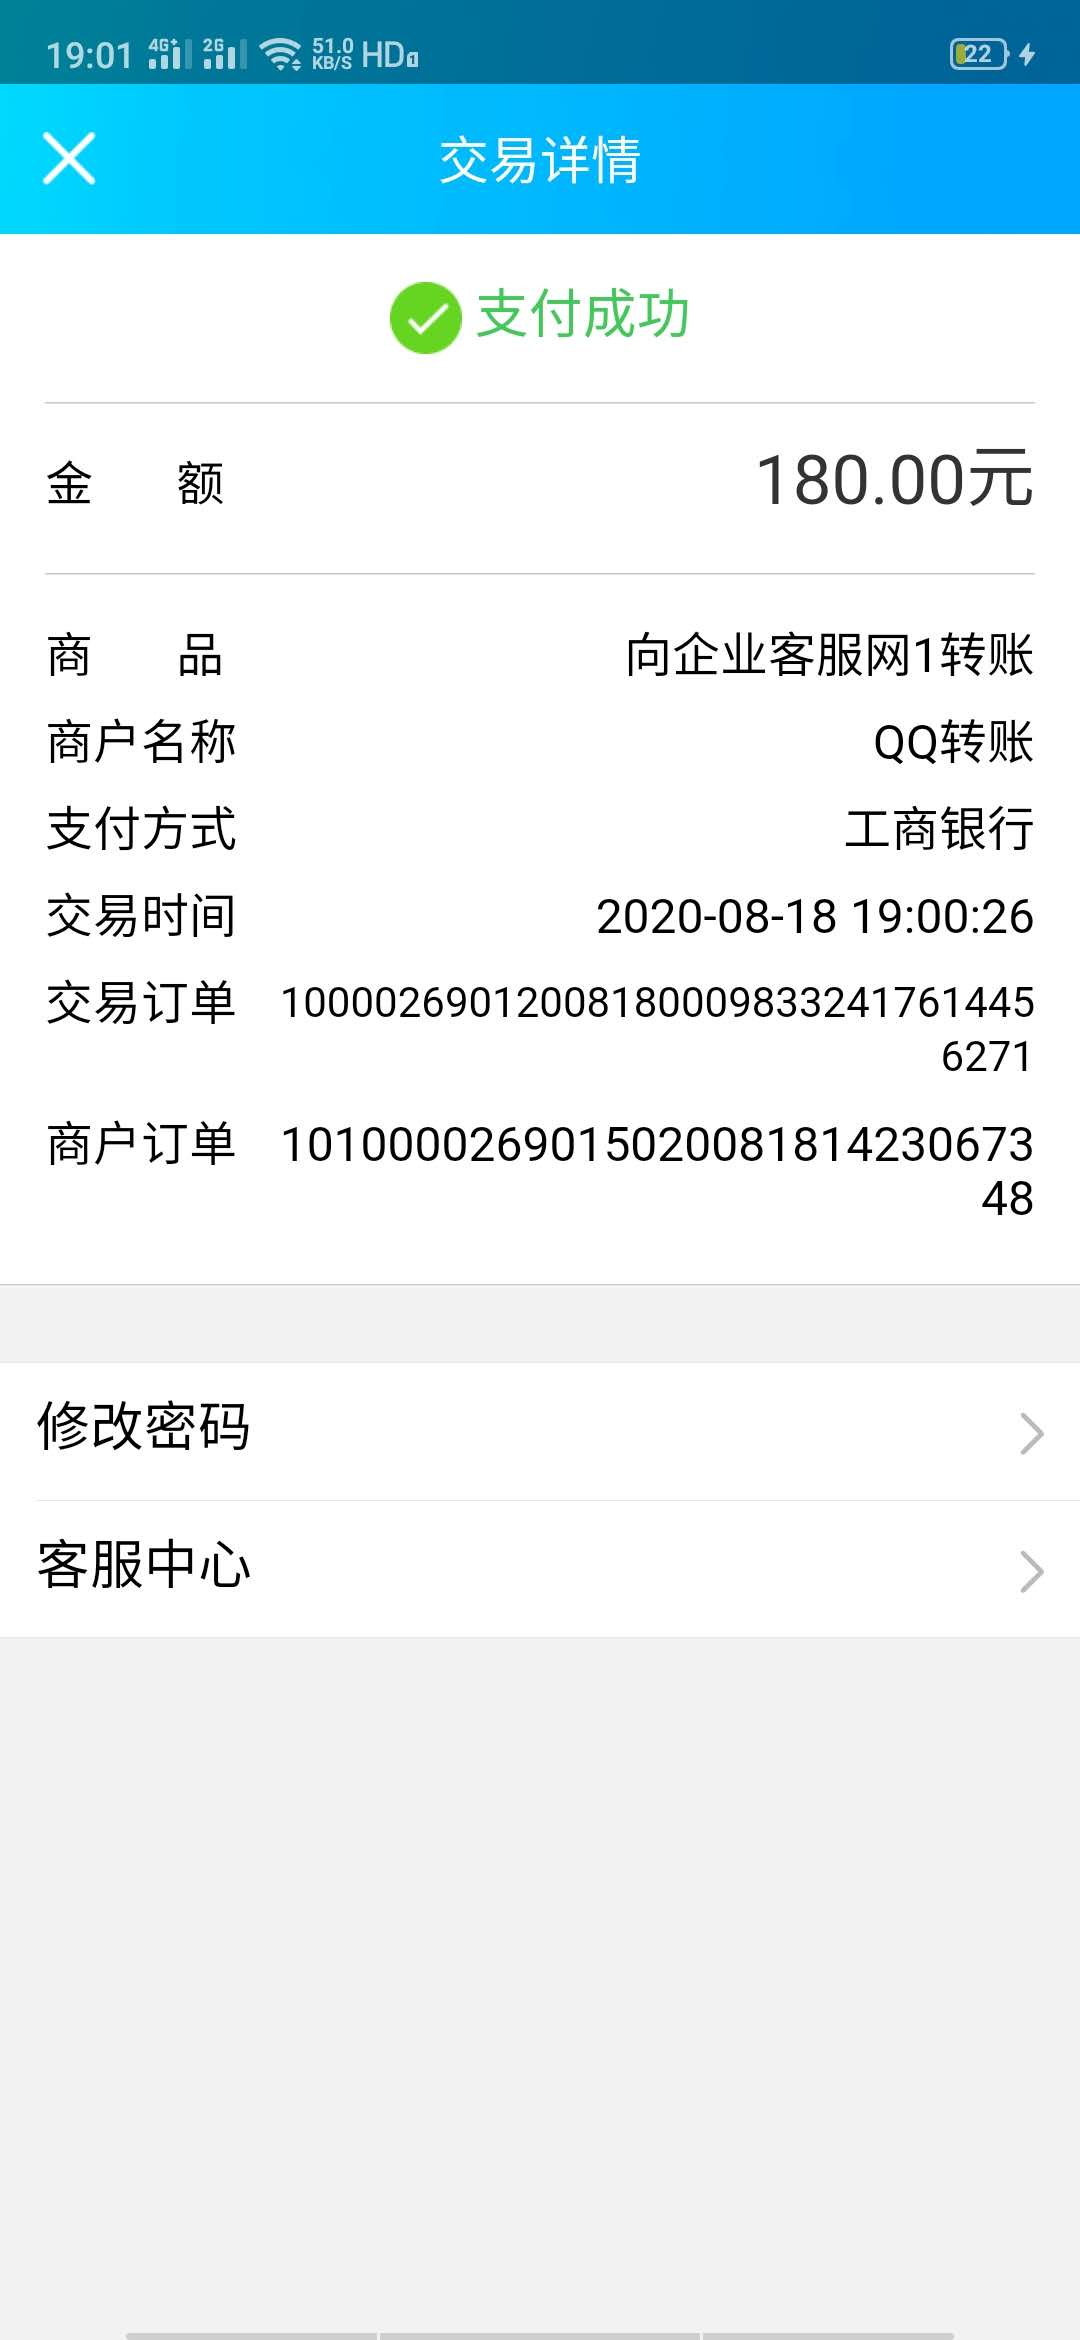 19:01 4G+ 2G 51.0 KB/S HD1 22
交易详情
支付成功
金 额 180.00元
商 品 向企业客服网1转账
商户名称 QQ转账
支付方式 工商银行
交易时间 2020-08-18 19:00:26
交易订单 10000269012008180009833241761445
6271
商户订单 1010000269015020081814230673
48
修改密码
客服中心